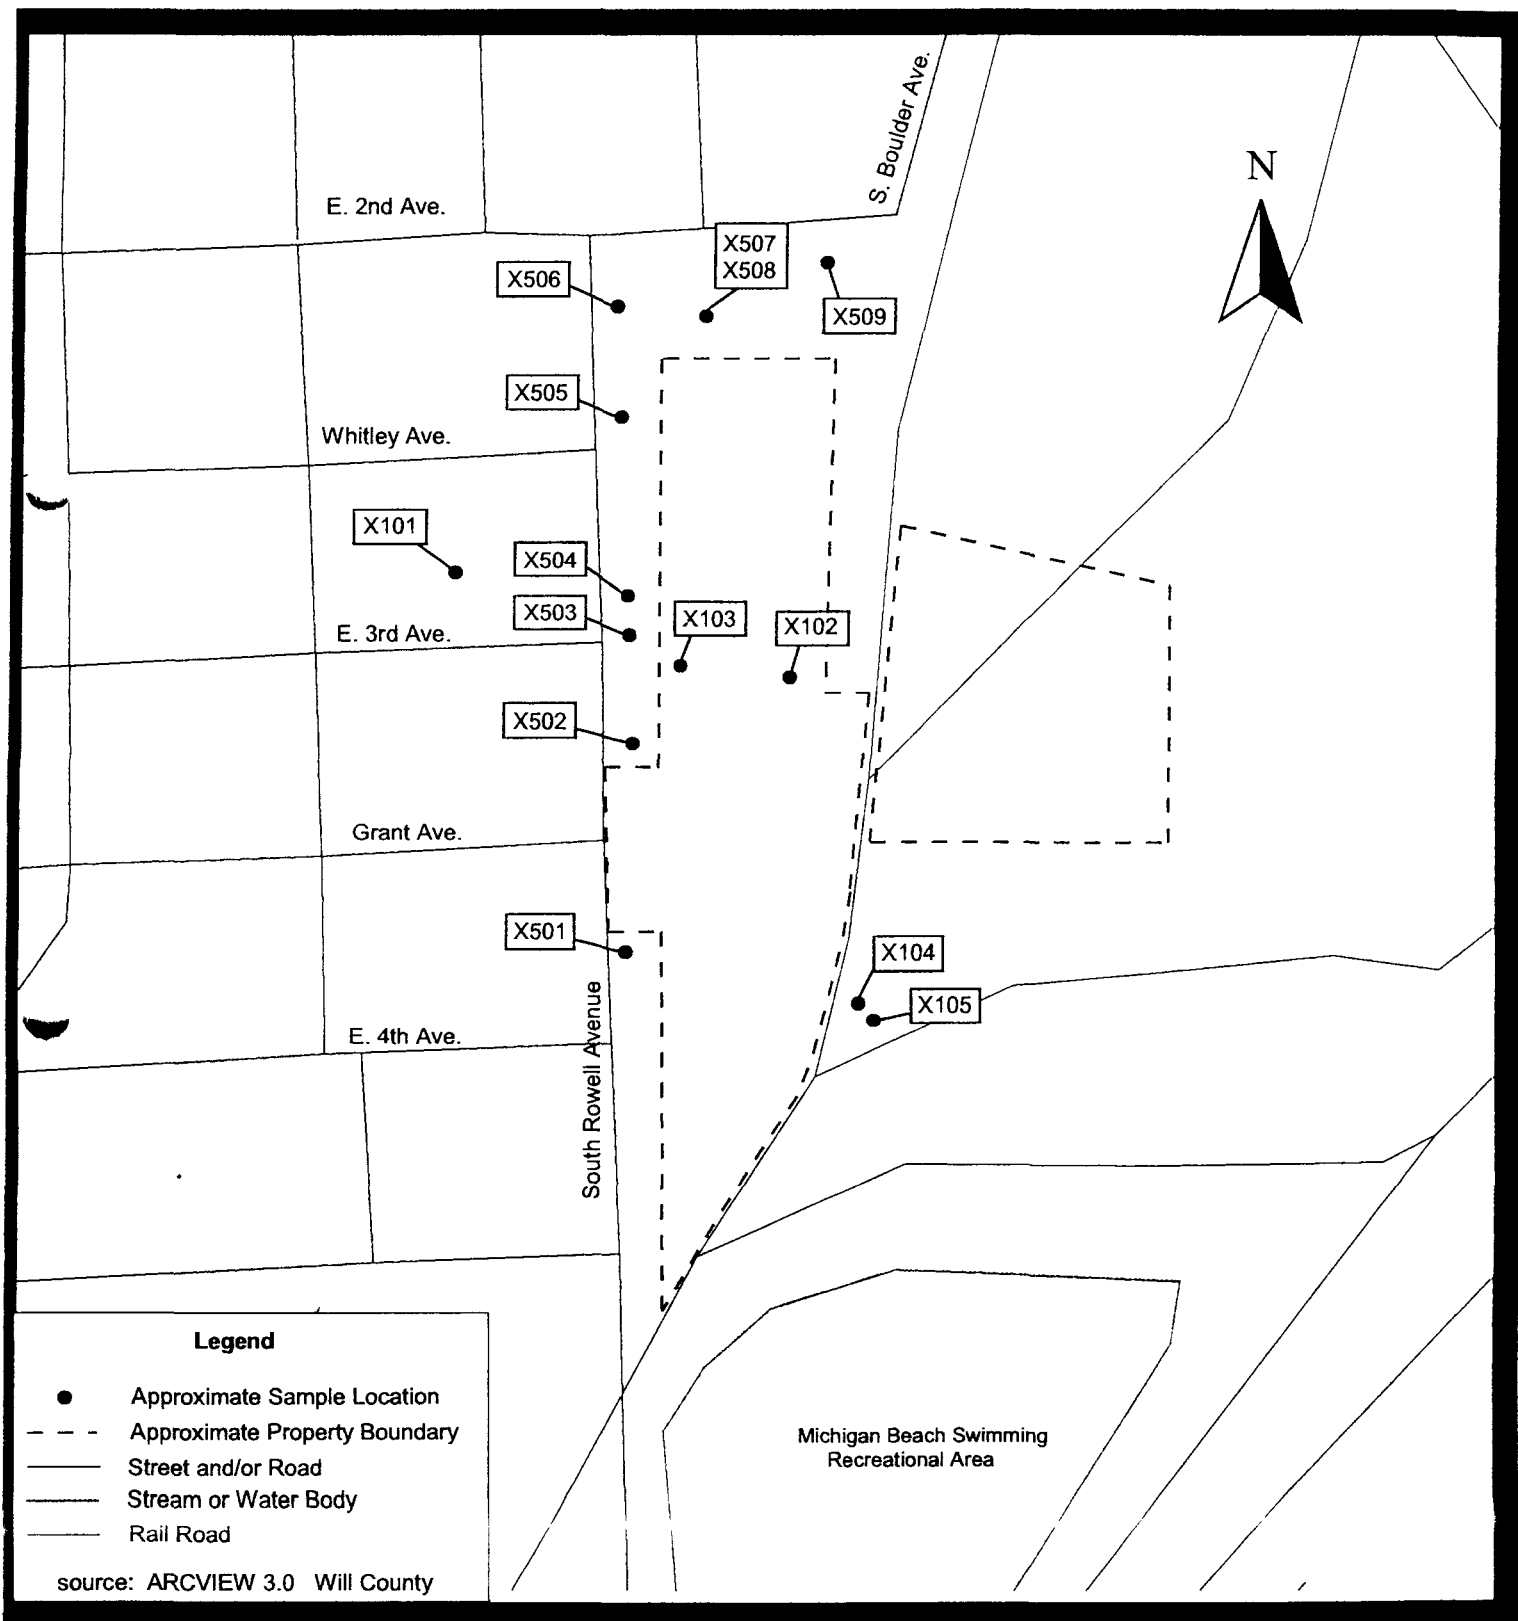 S. Boulder Ave.
N
E. 2nd Ave.
X507
X508
X506
X509
X505
Whitley Ave.
X101
X504
X503
X103
X102
E. 3rd Ave.
X502
Grant Ave.
X501
X104
X105
E. 4th Ave.
South Rowell Avenue
Legend
Approximate Sample Location
Approximate Property Boundary
Street and/or Road
Stream or Water Body
Rail Road
source: ARCVIEW 3.0 Will County
Michigan Beach Swimming
Recreational Area